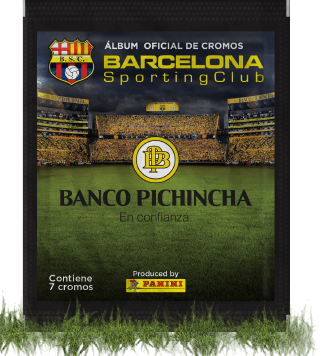 ÁLBUM OFICIAL DE CROMOS
B. S. C.
BARCELONA
SportingClub
BANCO PICHINCHA
En confianza.
Contiene
7 cromos
Produced by
PANINI